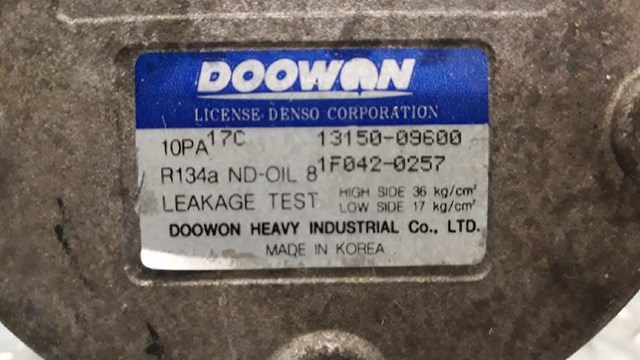 DOOWON
LICENSE DENSO CORPORATION
10PA17C 13150-09600
R134a ND-OIL 8 1F042-0257
LEAKAGE TEST HIGH SIDE 36 kg/cm²
LOW SIDE 17 kg/cm²
DOOWON HEAVY INDUSTRIAL Co., LTD.
MADE IN KOREA